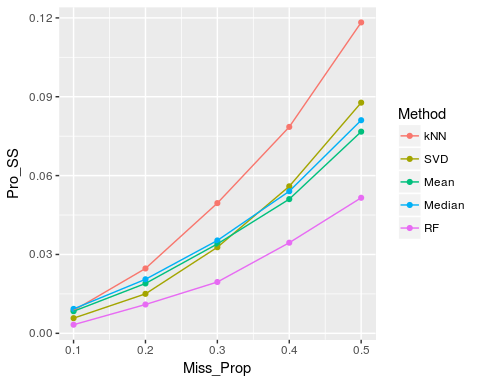 0.12
0.09
0.06
0.03
0.00
Pro_SS
0.1 0.2 0.3 0.4 0.5
Miss_Prop
Method
kNN
SVD
Mean
Median
RF